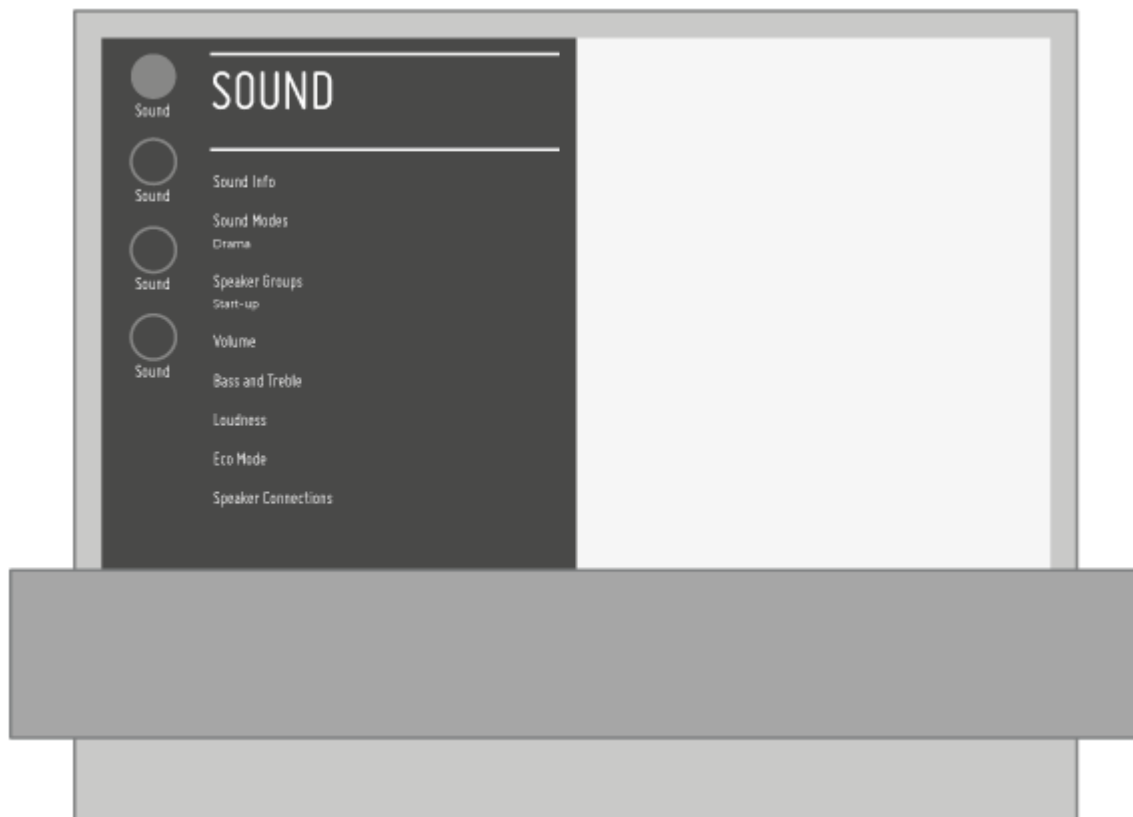 Sound
Sound
Sound
Sound
SOUND
Sound Info
Sound Modes
Drama
Speaker Groups
Start-up
Volume
Bass and Treble
Loudness
Eco Mode
Speaker Connections